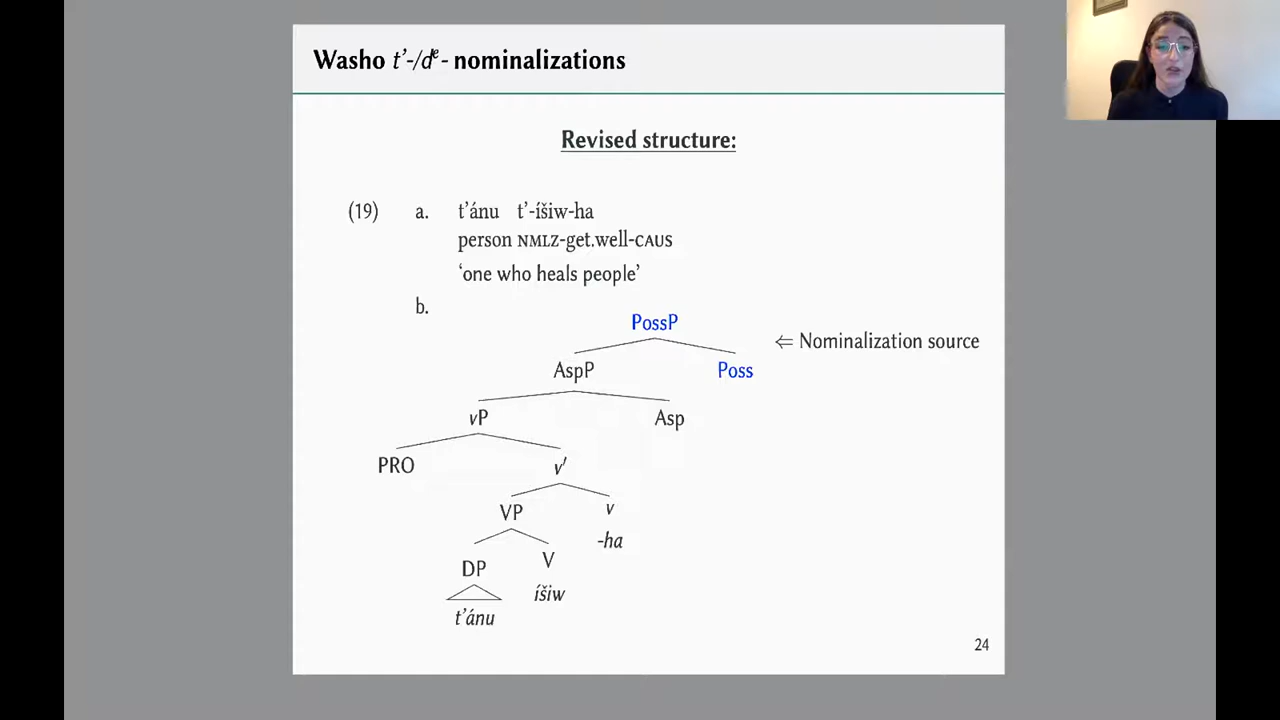 Washo t’-/dᵉ- nominalizations
Revised structure:
(19) a. t’ánu t’-íšiw-ha
person NMLZ-get.well-CAUS
‘one who heals people’
b.
PossP
⇐ Nominalization source
AspP Poss
vP Asp
PRO v′
VP v
-ha
DP V
íšiw
t’ánu
24